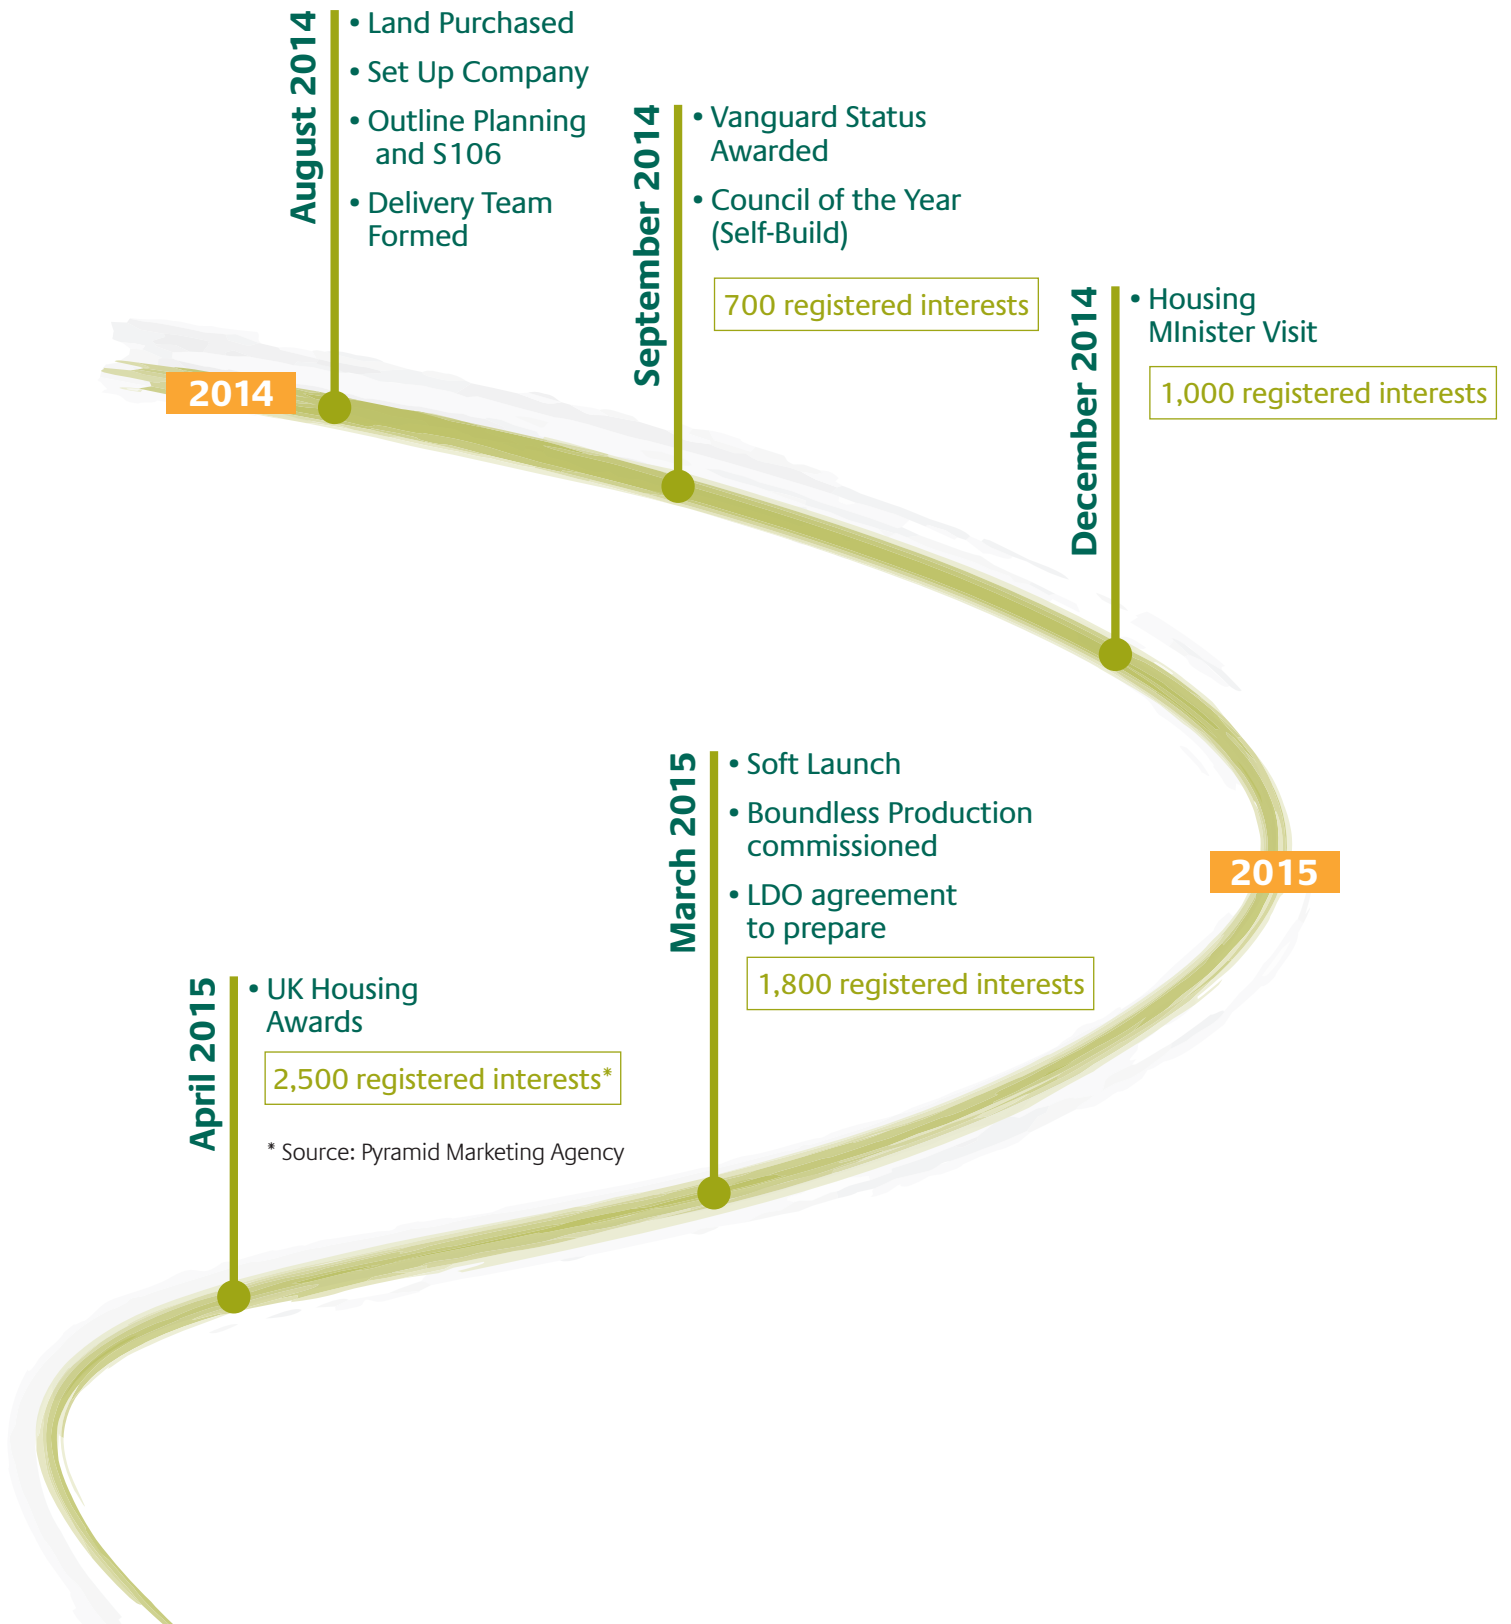 August 2014
• Land Purchased
• Set Up Company
• Outline Planning
and S106
• Delivery Team
Formed
September 2014
• Vanguard Status
Awarded
• Council of the Year
(Self-Build)
700 registered interests
December 2014
• Housing
MInister Visit
1,000 registered interests
2014
2015
March 2015
• Soft Launch
• Boundless Production
commissioned
• LDO agreement
to prepare
1,800 registered interests
April 2015
• UK Housing
Awards
2,500 registered interests*
* Source: Pyramid Marketing Agency